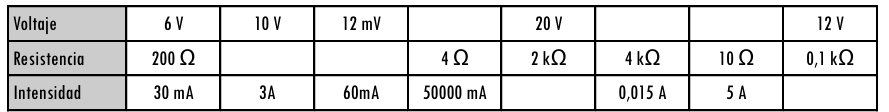 Voltaje 6 V 10 V 12 mV 20 V 12 V
Resistencia 200 Ω 4 Ω 2 kΩ 4 kΩ 10 Ω 0,1 kΩ
Intensidad 30 mA 3A 60mA 50000 mA 0,015 A 5 A